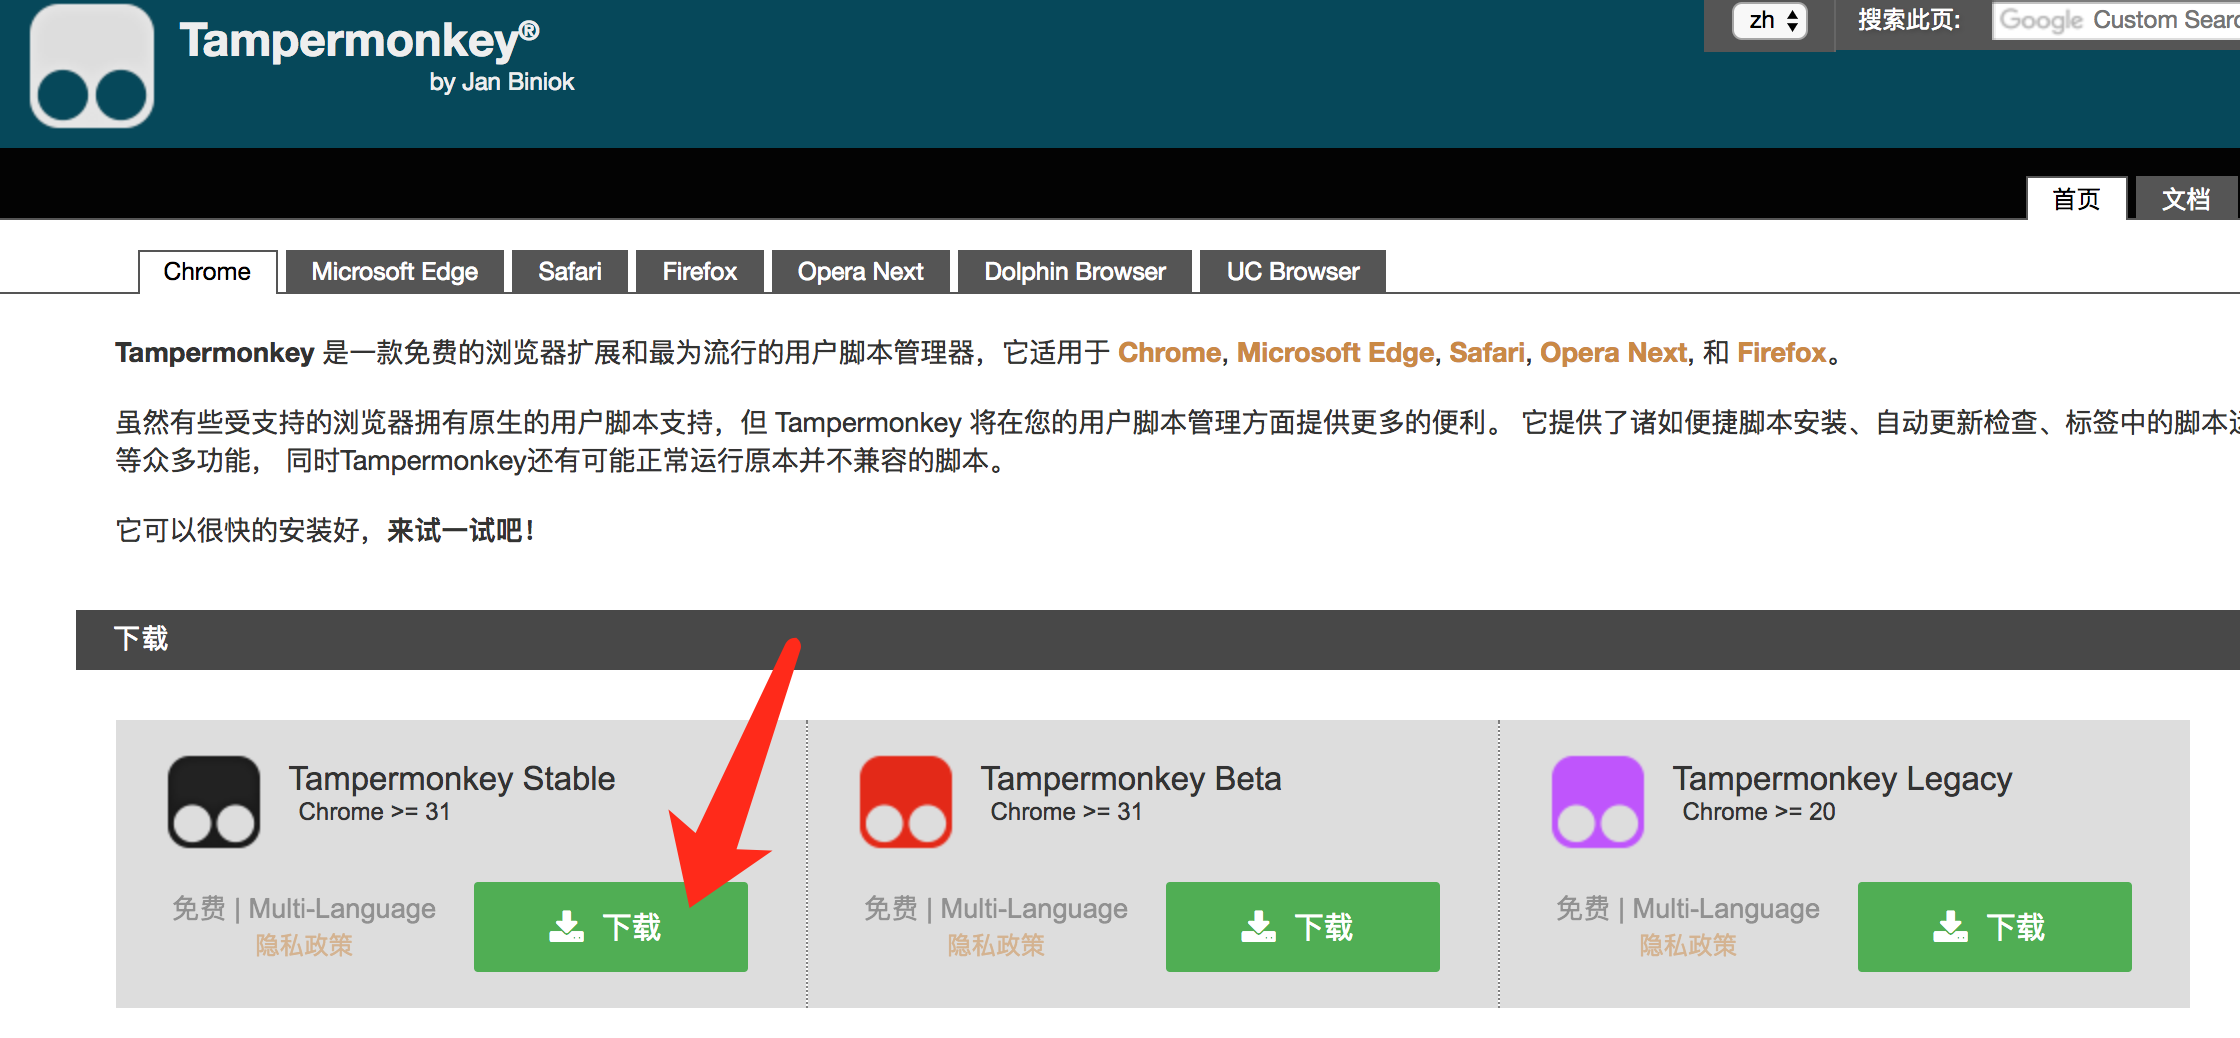 Tampermonkey®
by Jan Biniok
zh
搜索此页:
Google Custom Sear
首页
文档
Chrome
Microsoft Edge
Safari
Firefox
Opera Next
Dolphin Browser
UC Browser
Tampermonkey 是一款免费的浏览器扩展和最为流行的用户脚本管理器，它适用于 Chrome, Microsoft Edge, Safari, Opera Next, 和 Firefox。
虽然有些受支持的浏览器拥有原生的用户脚本支持，但 Tampermonkey 将在您的用户脚本管理方面提供更多的便利。 它提供了诸如便捷脚本安装、自动更新检查、标签中的脚本运
等众多功能， 同时Tampermonkey还有可能正常运行原本并不兼容的脚本。
它可以很快的安装好，来试一试吧！
下载
Tampermonkey Stable
Chrome >= 31
免费 | Multi-Language
隐私政策
下载
Tampermonkey Beta
Chrome >= 31
免费 | Multi-Language
隐私政策
下载
Tampermonkey Legacy
Chrome >= 20
免费 | Multi-Language
隐私政策
下载